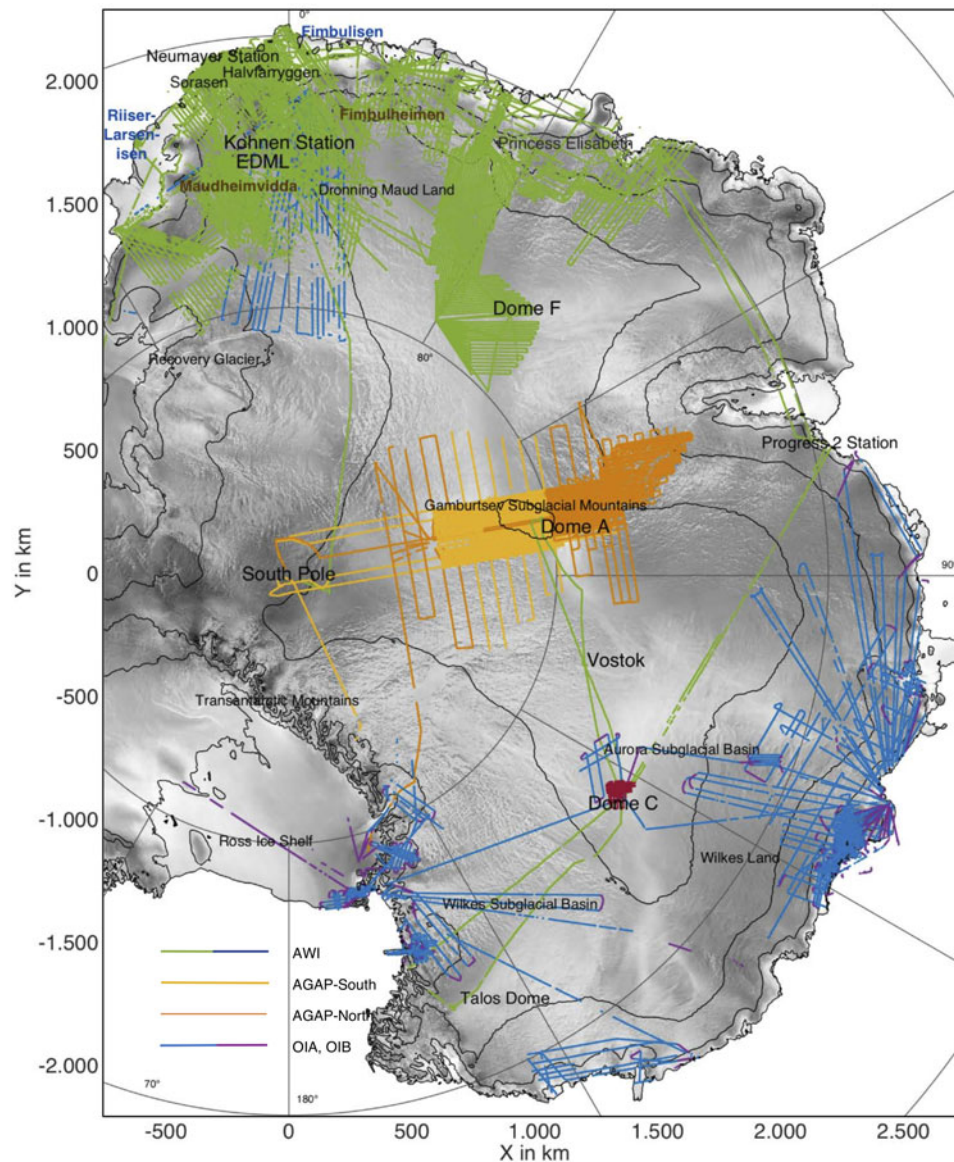 0°
Fimbulisen
Neumayer Station
Halvfarryggen
Sorasen
2.000
Riiser-
Larsen-
isen
Fimbulheimen
Kohnen Station
EDML
Princess Elisabeth
Maudheimvidda
Dronning Maud Land
1.500
Dome F
1.000
80°
Recovery Glacier
500
Progress 2 Station
Gamburtsev Subglacial Mountains
Dome A
Y in km
0
South Pole
90°
Vostok
-500
Transantarctic Mountains
Aurora Subglacial Basin
Dome C
-1.000
Ross Ice Shelf
Wilkes Land
Wilkes Subglacial Basin
-1.500
AWI
AGAP-South
Talos Dome
AGAP-North
OIA, OIB
-2.000
70°
180°
-500
0
500
1.000
1.500
2.000
2.500
X in km